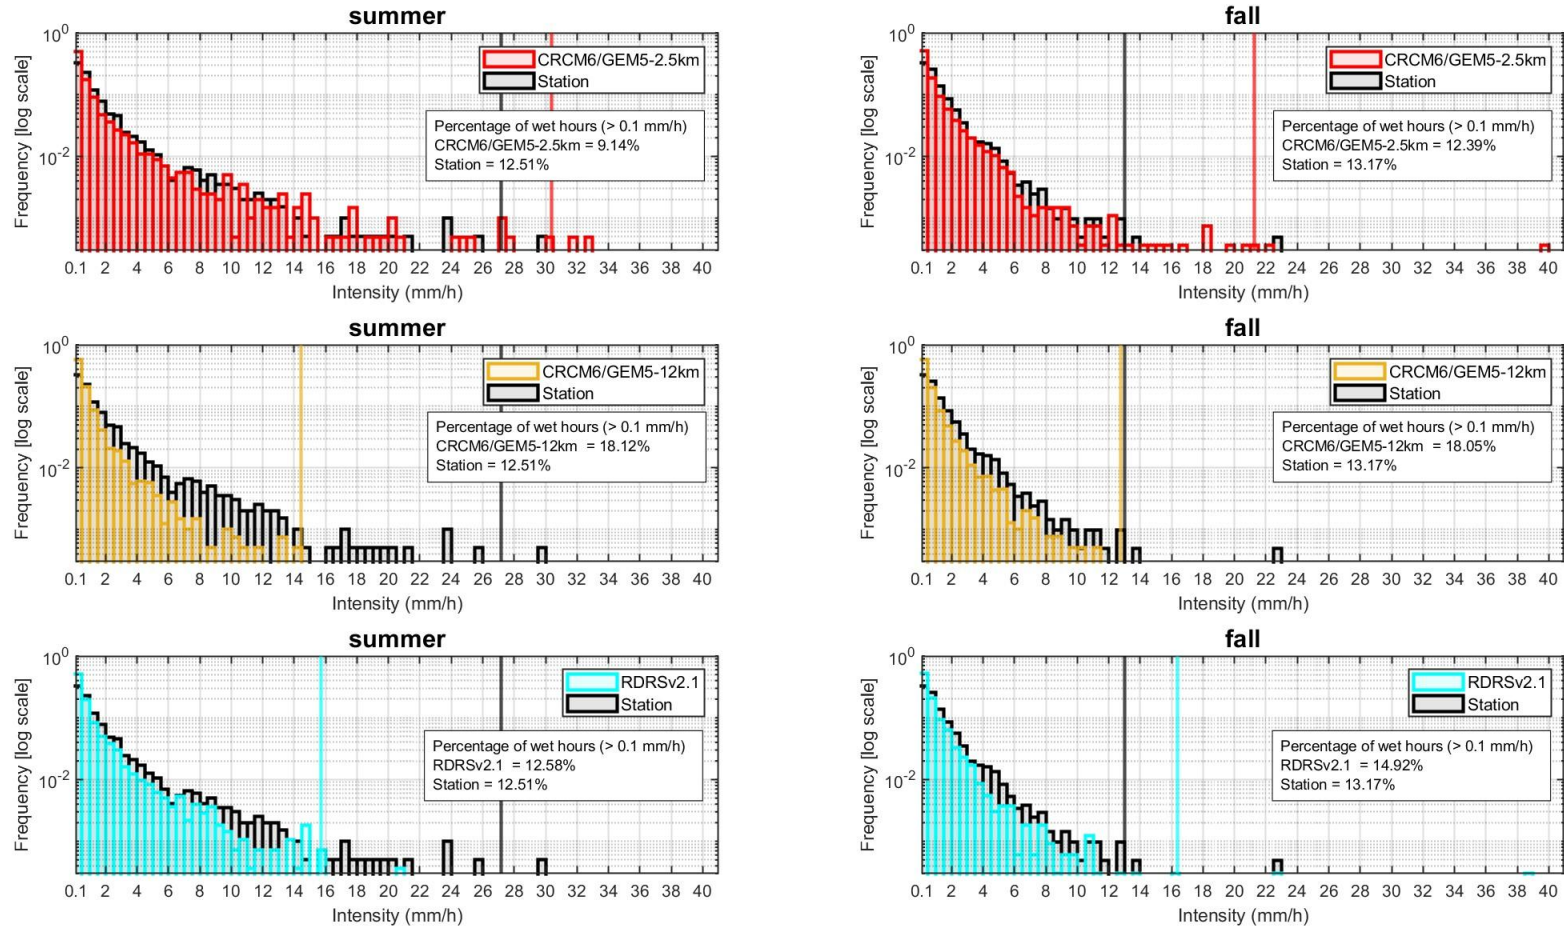 summer
10⁰
10⁻²
Frequency [log scale]
CRCM6/GEM5-2.5km
Station
Percentage of wet hours (> 0.1 mm/h)
CRCM6/GEM5-2.5km = 9.14%
Station = 12.51%
0.1 2 4 6 8 10 12 14 16 18 20 22 24 26 28 30 32 34 36 38 40
Intensity (mm/h)
fall
10⁰
10⁻²
Frequency [log scale]
CRCM6/GEM5-2.5km
Station
Percentage of wet hours (> 0.1 mm/h)
CRCM6/GEM5-2.5km = 12.39%
Station = 13.17%
0.1 2 4 6 8 10 12 14 16 18 20 22 24 26 28 30 32 34 36 38 40
Intensity (mm/h)
summer
10⁰
10⁻²
Frequency [log scale]
CRCM6/GEM5-12km
Station
Percentage of wet hours (> 0.1 mm/h)
CRCM6/GEM5-12km = 18.12%
Station = 12.51%
0.1 2 4 6 8 10 12 14 16 18 20 22 24 26 28 30 32 34 36 38 40
Intensity (mm/h)
fall
10⁰
10⁻²
Frequency [log scale]
CRCM6/GEM5-12km
Station
Percentage of wet hours (> 0.1 mm/h)
CRCM6/GEM5-12km = 18.05%
Station = 13.17%
0.1 2 4 6 8 10 12 14 16 18 20 22 24 26 28 30 32 34 36 38 40
Intensity (mm/h)
summer
10⁰
10⁻²
Frequency [log scale]
RDRSv2.1
Station
Percentage of wet hours (> 0.1 mm/h)
RDRSv2.1 = 12.58%
Station = 12.51%
0.1 2 4 6 8 10 12 14 16 18 20 22 24 26 28 30 32 34 36 38 40
Intensity (mm/h)
fall
10⁰
10⁻²
Frequency [log scale]
RDRSv2.1
Station
Percentage of wet hours (> 0.1 mm/h)
RDRSv2.1 = 14.92%
Station = 13.17%
0.1 2 4 6 8 10 12 14 16 18 20 22 24 26 28 30 32 34 36 38 40
Intensity (mm/h)